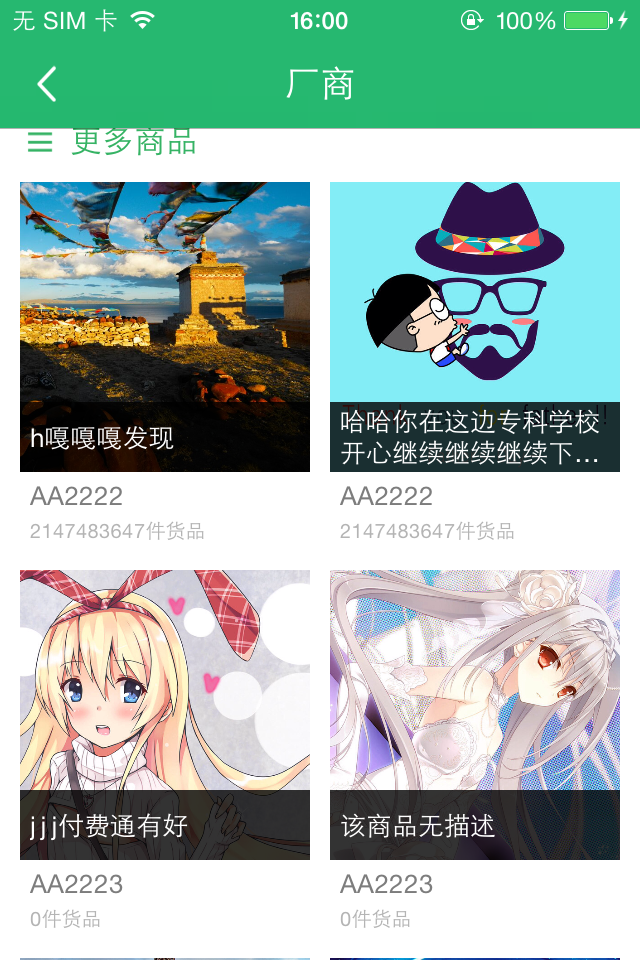 无 SIM 卡 16:00 100%
厂商
更多商品
h嘎嘎嘎发现
哈哈你在这边专科学校
开心继续继续继续下...
AA2222
2147483647件货品
AA2222
2147483647件货品
jjj付费通有好
该商品无描述
AA2223
0件货品
AA2223
0件货品